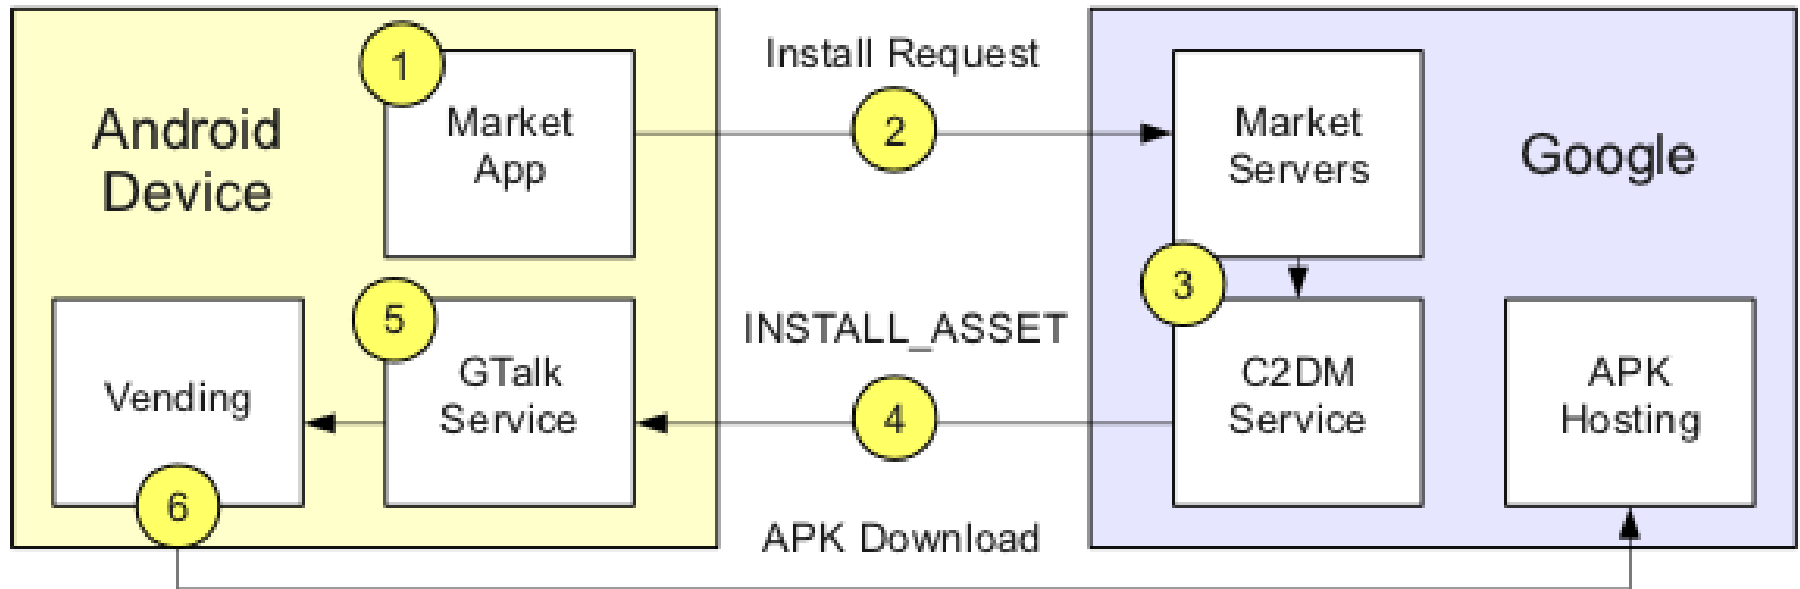 Android
Device
1
Market
App
Install Request
2
Market
Servers
Google
3
INSTALL_ASSET
4
C2DM
Service
APK
Hosting
5
GTalk
Service
Vending
6
APK Download